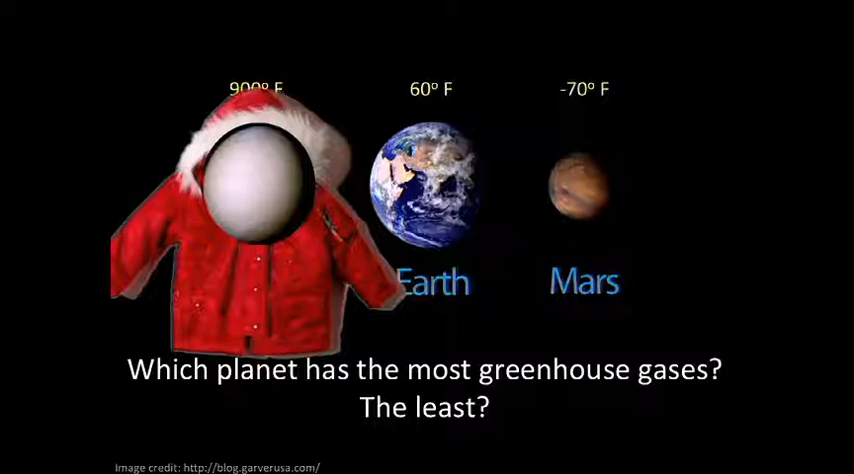 900º F 60º F -70º F
Earth Mars
Which planet has the most greenhouse gases?
The least?
Image credit: http://blog.garverusa.com/